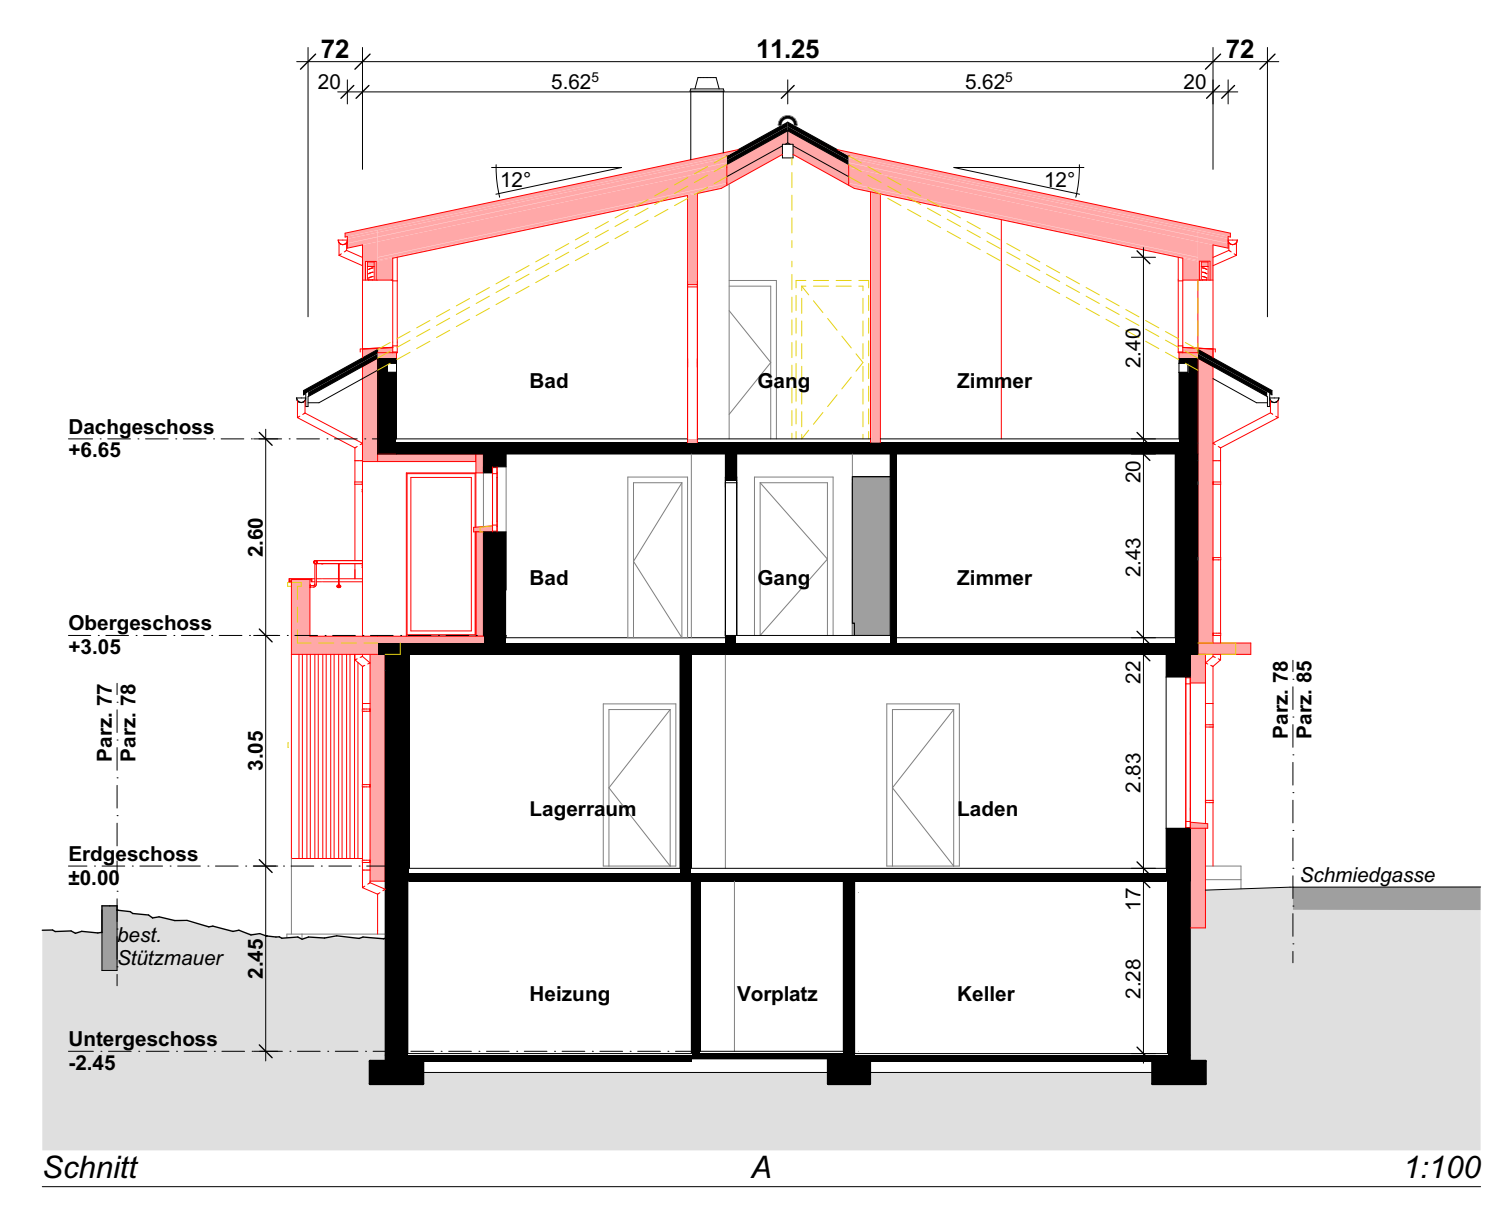 72 11.25 72
20 5.62⁵ 5.62⁵ 20
12° 12°
2.40
Bad Gang Zimmer
Dachgeschoss
+6.65
20
2.60
2.43
Bad Gang Zimmer
Obergeschoss
+3.05
22
Parz. 77
Parz. 78
Parz. 78
Parz. 85
3.05
2.83
Lagerraum Laden
Erdgeschoss
±0.00
Schmiedgasse
17
best.
Stützmauer
2.45
2.28
Heizung Vorplatz Keller
Untergeschoss
-2.45
Schnitt A 1:100